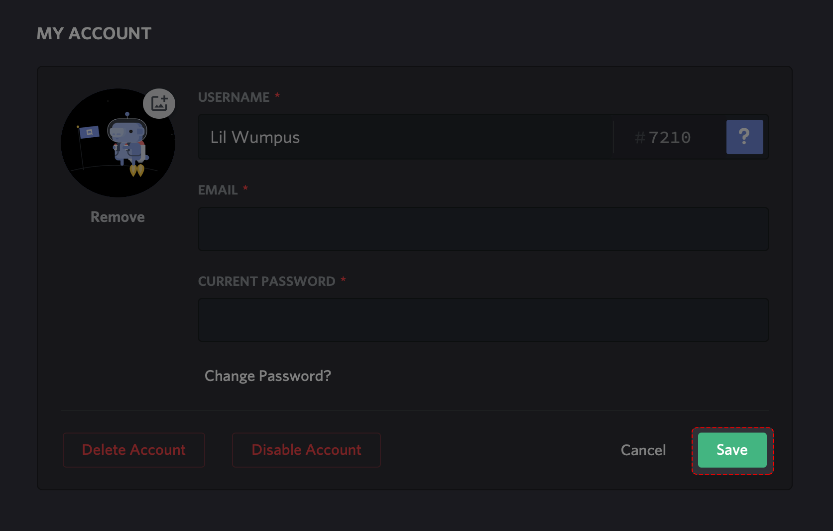 MY ACCOUNT
USERNAME *
Lil Wumpus
#7210
?
Remove
EMAIL *
CURRENT PASSWORD *
Change Password?
Delete Account
Disable Account
Cancel
Save